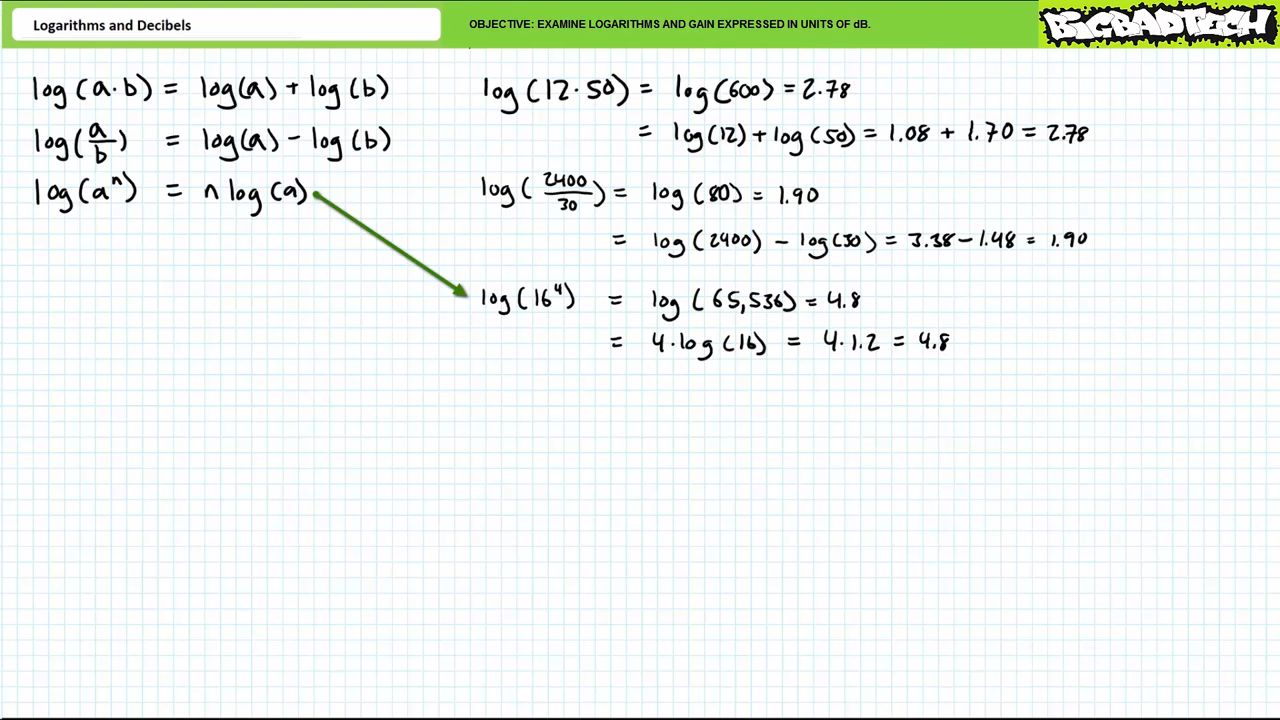 Logarithms and Decibels
OBJECTIVE: EXAMINE LOGARITHMS AND GAIN EXPRESSED IN UNITS OF dB.
BIGBADTECH
log(a·b) = log(a) + log(b)
log(a/b) = log(a) − log(b)
log(aⁿ) = n log(a)
log(12·50) = log(600) = 2.78
= log(12) + log(50) = 1.08 + 1.70 = 2.78
log(2400/30) = log(80) = 1.90
= log(2400) − log(30) = 3.38 − 1.48 = 1.90
log(16⁴) = log(65,536) = 4.8
= 4·log(16) = 4·1.2 = 4.8